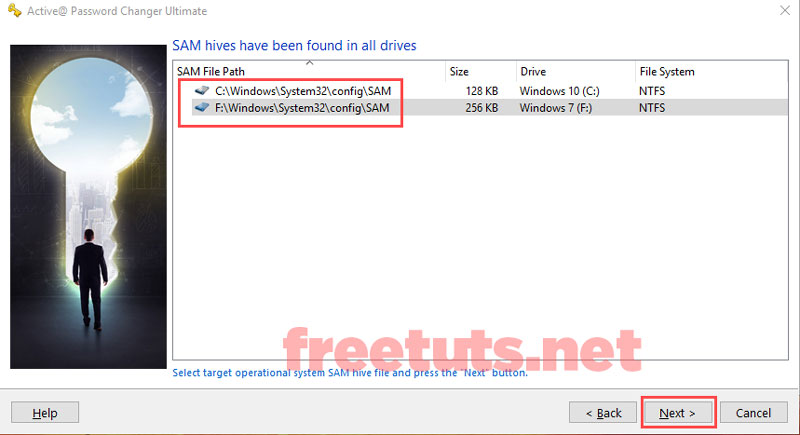 Active@ Password Changer Ultimate
SAM hives have been found in all drives
SAM File Path Size Drive File System
C:\Windows\System32\config\SAM 128 KB Windows 10 (C:) NTFS
F:\Windows\System32\config\SAM 256 KB Windows 7 (F:) NTFS
freetuts.net
Select target operational system SAM hive file and press the "Next" button.
Help < Back Next > Cancel